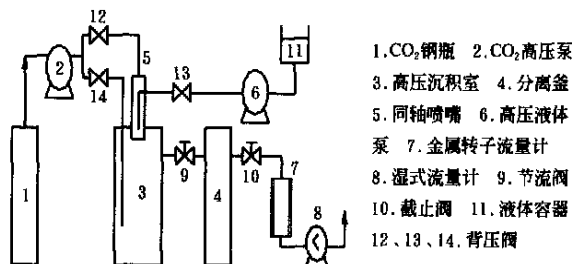 12
5
11
13
2
14
6
1
3
9
4
10
7
8
1.CO₂钢瓶 2.CO₂高压泵
3.高压沉积室 4.分离釜
5.同轴喷嘴 6.高压液体
泵 7.金属转子流量计
8.湿式流量计 9.节流阀
10.截止阀 11.液体容器
12、13、14.背压阀